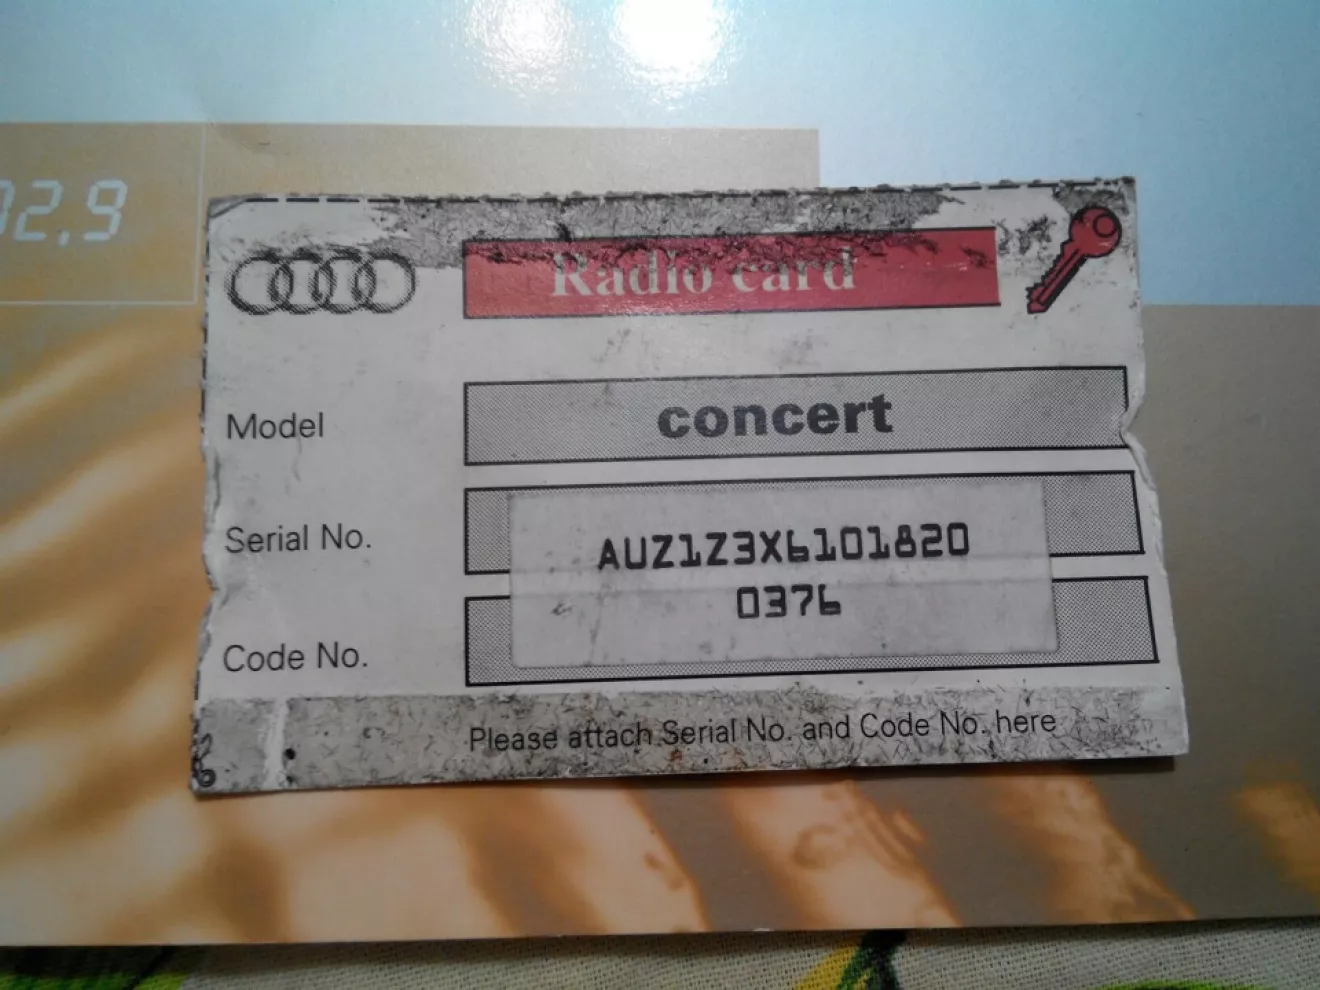 02.9
Radio card
Model
concert
Serial No.
AUZ1Z3X6101820
Code No.
0376
Please attach Serial No. and Code No. here